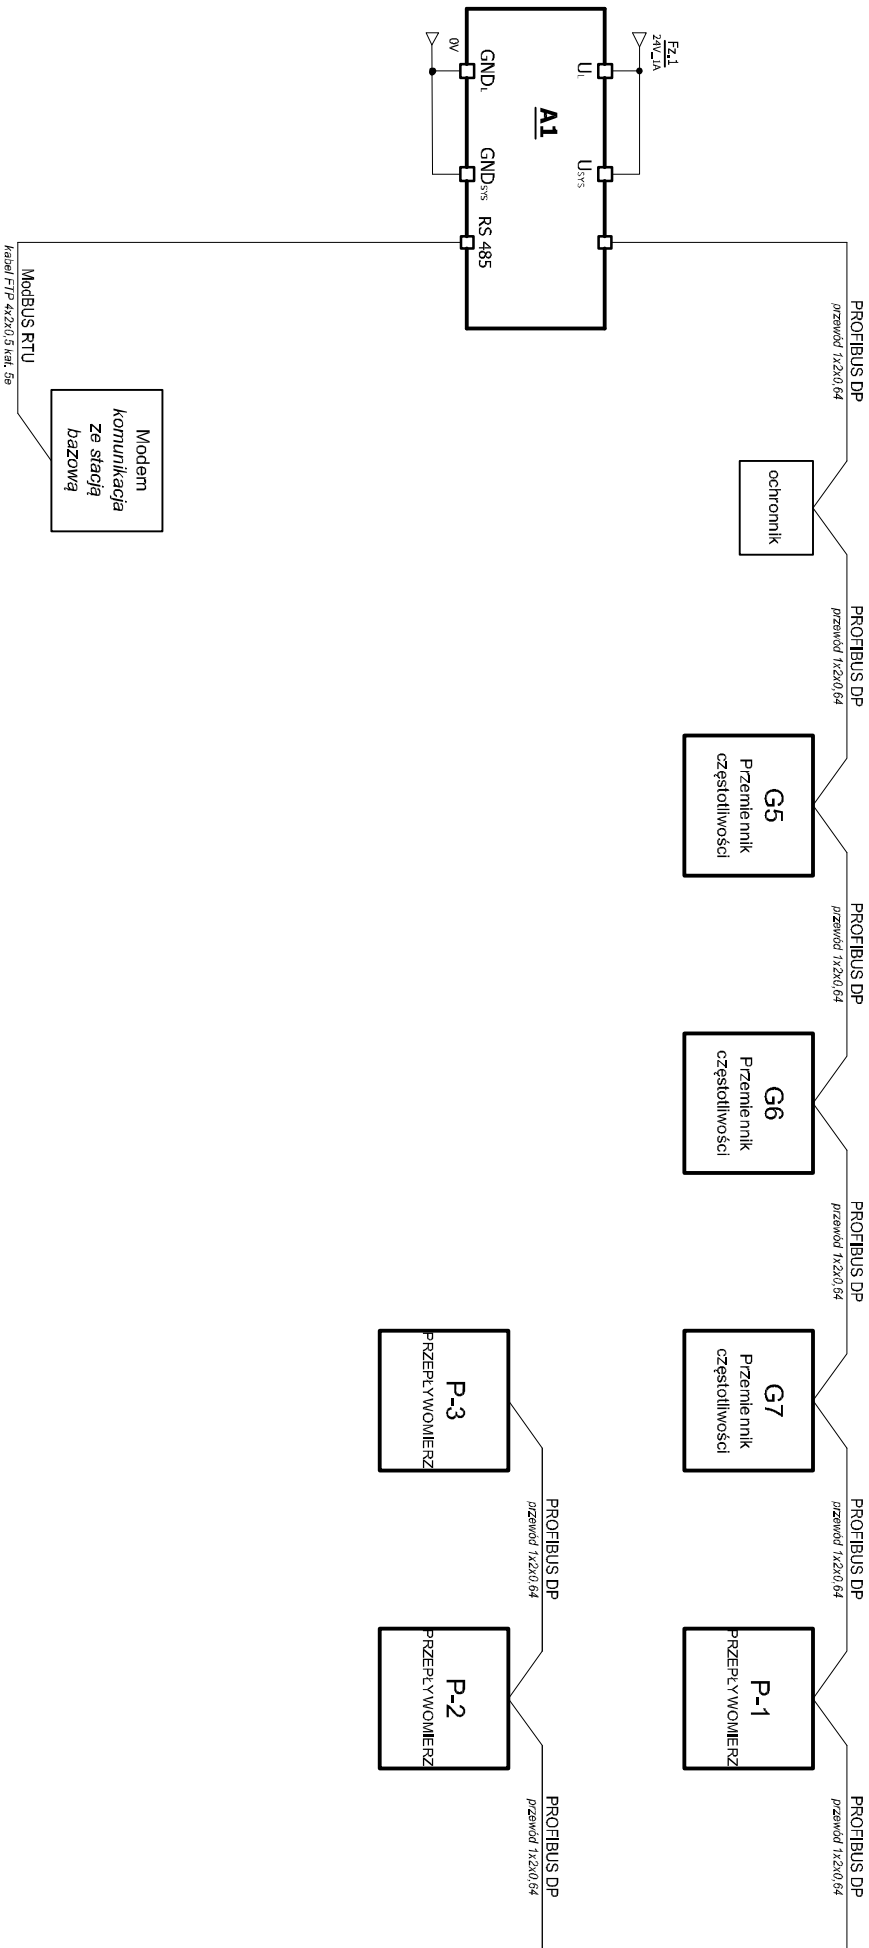 Fz.1
24V_1A
0V
UL
USYS
A1
GNDL
GNDSYS
RS 485
PROFIBUS DP
przewód 1x2x0,64
ochronnik
PROFIBUS DP
przewód 1x2x0,64
G5
Przemiennik
częstotliwości
PROFIBUS DP
przewód 1x2x0,64
G6
Przemiennik
częstotliwości
PROFIBUS DP
przewód 1x2x0,64
G7
Przemiennik
częstotliwości
PROFIBUS DP
przewód 1x2x0,64
P-1
PRZEPŁYWOMIERZ
PROFIBUS DP
przewód 1x2x0,64
P-3
PRZEPŁYWOMIERZ
PROFIBUS DP
przewód 1x2x0,64
P-2
PRZEPŁYWOMIERZ
PROFIBUS DP
przewód 1x2x0,64
Modem
komunikacja
ze stacją
bazową
ModBUS RTU
kabel FTP 4x2x0,5 kat. 5e